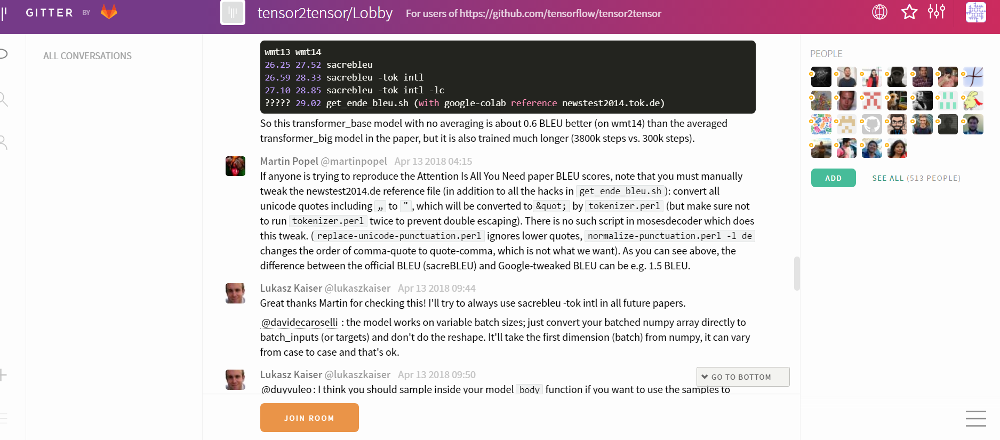 GITTER BY
tensor2tensor/Lobby For users of https://github.com/tensorflow/tensor2tensor
ALL CONVERSATIONS
wmt13 wmt14
26.25 27.52 sacrebleu
26.59 28.33 sacrebleu -tok intl
27.10 28.85 sacrebleu -tok intl -lc
????? 29.02 get_ende_bleu.sh (with google-colab reference newstest2014.tok.de)
So this transformer_base model with no averaging is about 0.6 BLEU better (on wmt14) than the averaged
transformer_big model in the paper, but it is also trained much longer (3800k steps vs. 300k steps).
Martin Popel @martinpopel Apr 13 2018 04:15
If anyone is trying to reproduce the Attention Is All You Need paper BLEU scores, note that you must manually
tweak the newstest2014.de reference file (in addition to all the hacks in get_ende_bleu.sh): convert all
unicode quotes including „ to ", which will be converted to &quot; by tokenizer.perl (but make sure not
to run tokenizer.perl twice to prevent double escaping). There is no such script in mosesdecoder which does
this tweak. (replace-unicode-punctuation.perl ignores lower quotes, normalize-punctuation.perl -l de
changes the order of comma-quote to quote-comma, which is not what we want). As you can see above, the
difference between the official BLEU (sacreBLEU) and Google-tweaked BLEU can be e.g. 1.5 BLEU.
Lukasz Kaiser @lukaszkaiser Apr 13 2018 09:44
Great thanks Martin for checking this! I'll try to always use sacrebleu -tok intl in all future papers.
@davidecaroselli : the model works on variable batch sizes; just convert your batched numpy array directly to
batch_inputs (or targets) and don't do the reshape. It'll take the first dimension (batch) from numpy, it can vary
from case to case and that's ok.
Lukasz Kaiser @lukaszkaiser Apr 13 2018 09:50
@duyvuleo : I think you should sample inside your model body function if you want to use the samples to
GO TO BOTTOM
JOIN ROOM
PEOPLE
ADD
SEE ALL (513 PEOPLE)